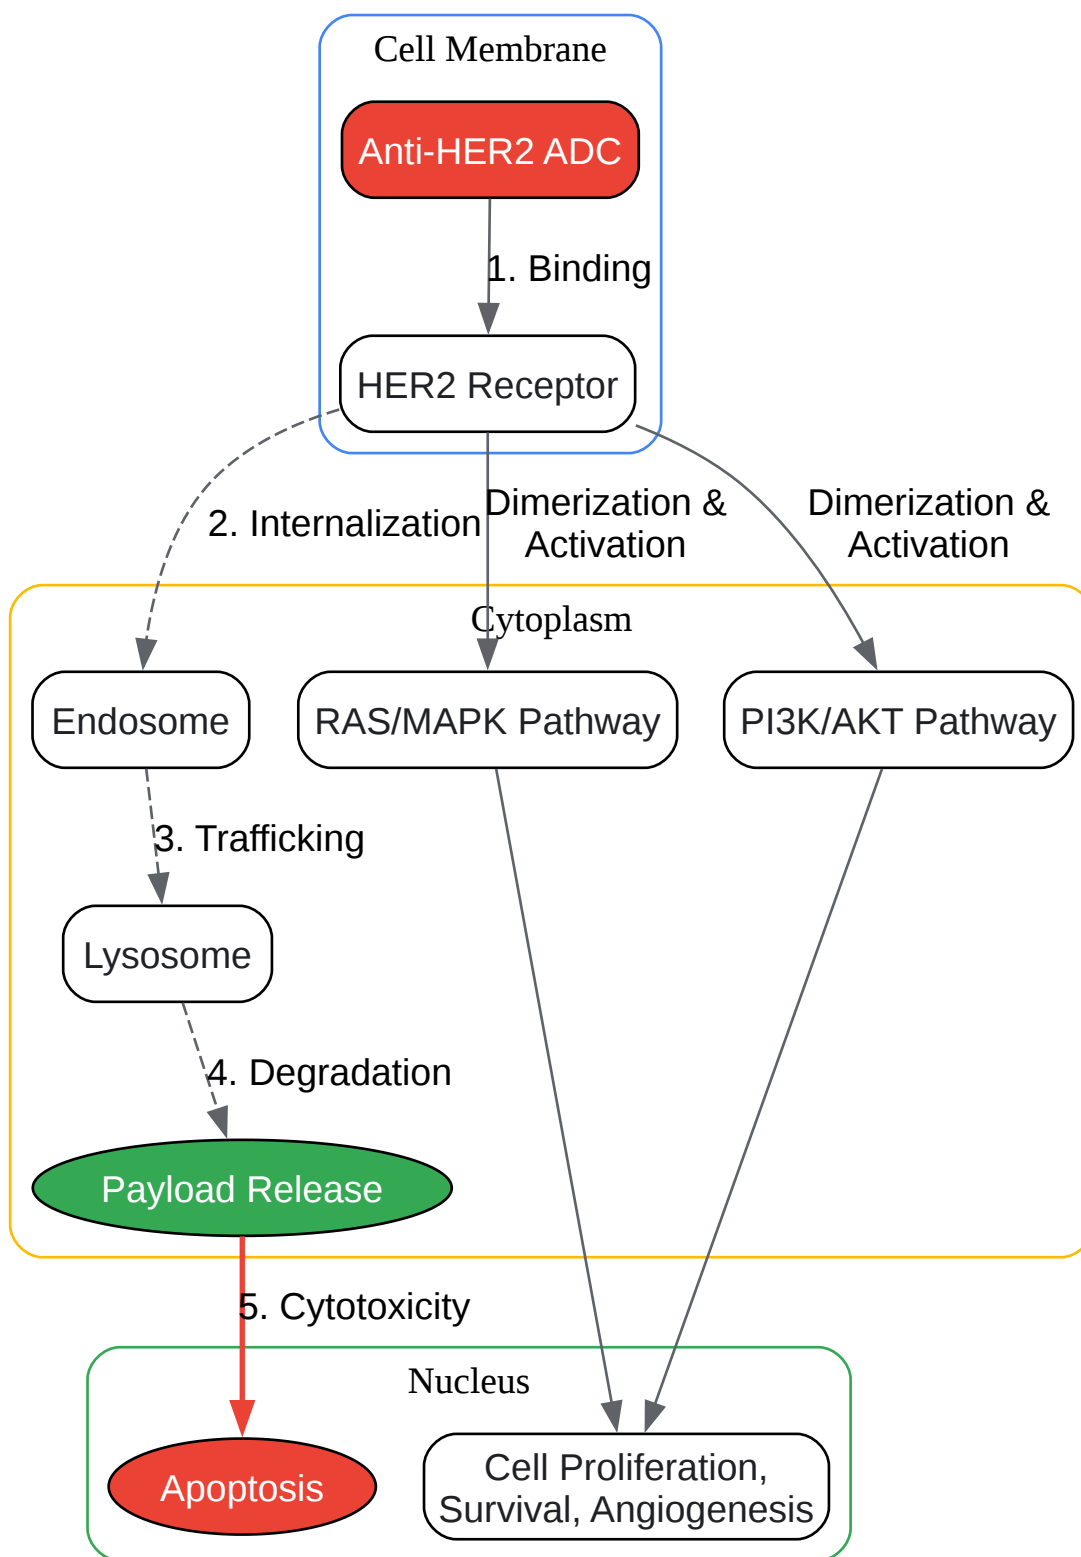 Cell Membrane
Anti-HER2 ADC
1. Binding
HER2 Receptor
2. Internalization
Dimerization &
Activation
Dimerization &
Activation
Cytoplasm
Endosome
RAS/MAPK Pathway
PI3K/AKT Pathway
3. Trafficking
Lysosome
4. Degradation
Payload Release
5. Cytotoxicity
Nucleus
Apoptosis
Cell Proliferation,
Survival, Angiogenesis